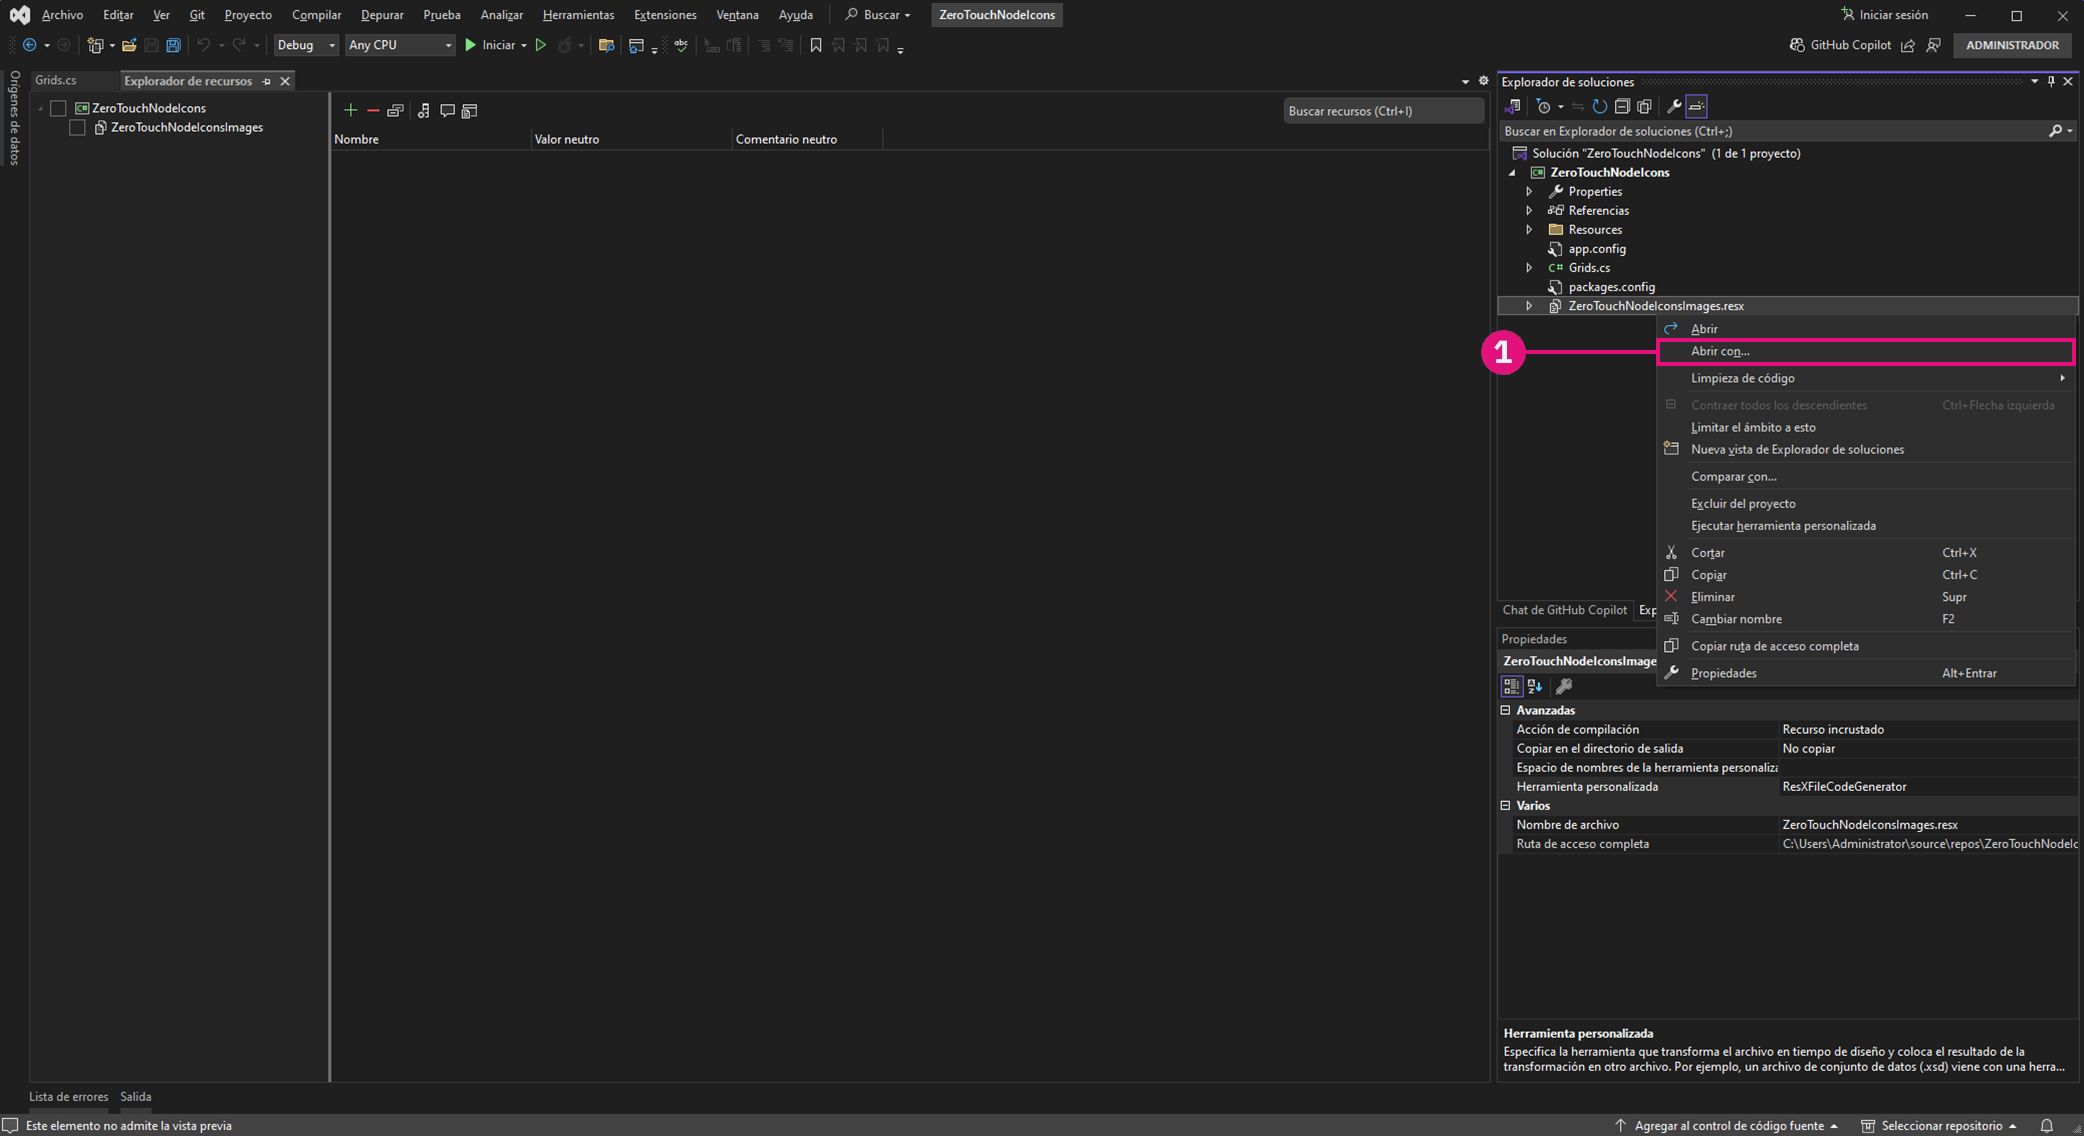 Archivo Editar Ver Git Proyecto Compilar Depurar Prueba Analizar Herramientas Extensiones Ventana Ayuda Buscar ZeroTouchNodeIcons Iniciar sesión
Debug Any CPU Iniciar abc GitHub Copilot ADMINISTRADOR
Orígenes de datos
Grids.cs Explorador de recursos
ZeroTouchNodeIcons
ZeroTouchNodeIconsImages
Buscar recursos (Ctrl+I)
Nombre Valor neutro Comentario neutro
Explorador de soluciones
Buscar en Explorador de soluciones (Ctrl+;)
Solución "ZeroTouchNodeIcons" (1 de 1 proyecto)
C# ZeroTouchNodeIcons
Properties
Referencias
Resources
app.config
C# Grids.cs
packages.config
ZeroTouchNodeIconsImages.resx
1
Abrir
Abrir con...
Limpieza de código
Contraer todos los descendientes Ctrl+Flecha izquierda
Limitar el ámbito a esto
Nueva vista de Explorador de soluciones
Comparar con...
Excluir del proyecto
Ejecutar herramienta personalizada
Cortar Ctrl+X
Copiar Ctrl+C
Eliminar Supr
Cambiar nombre F2
Copiar ruta de acceso completa
Propiedades Alt+Entrar
Chat de GitHub Copilot Exp
Propiedades
ZeroTouchNodeIconsImage
Avanzadas
Acción de compilación Recurso incrustado
Copiar en el directorio de salida No copiar
Espacio de nombres de la herramienta personaliza
Herramienta personalizada ResXFileCodeGenerator
Varios
Nombre de archivo ZeroTouchNodeIconsImages.resx
Ruta de acceso completa C:\Users\Administrator\source\repos\ZeroTouchNodeIc
Herramienta personalizada
Especifica la herramienta que transforma el archivo en tiempo de diseño y coloca el resultado de la
transformación en otro archivo. Por ejemplo, un archivo de conjunto de datos (.xsd) viene con una herra...
Lista de errores Salida
Este elemento no admite la vista previa Agregar al control de código fuente Seleccionar repositorio